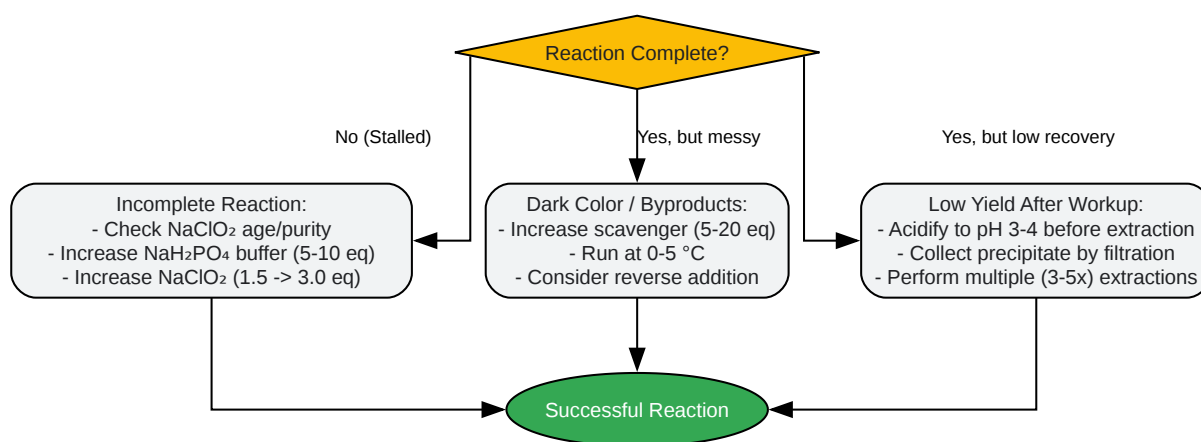 Reaction Complete?
No (Stalled)
Yes, but messy
Yes, but low recovery
Incomplete Reaction:
- Check NaClO₂ age/purity
- Increase NaH₂PO₄ buffer (5-10 eq)
- Increase NaClO₂ (1.5 -> 3.0 eq)
Dark Color / Byproducts:
- Increase scavenger (5-20 eq)
- Run at 0-5 °C
- Consider reverse addition
Low Yield After Workup:
- Acidify to pH 3-4 before extraction
- Collect precipitate by filtration
- Perform multiple (3-5x) extractions
Successful Reaction